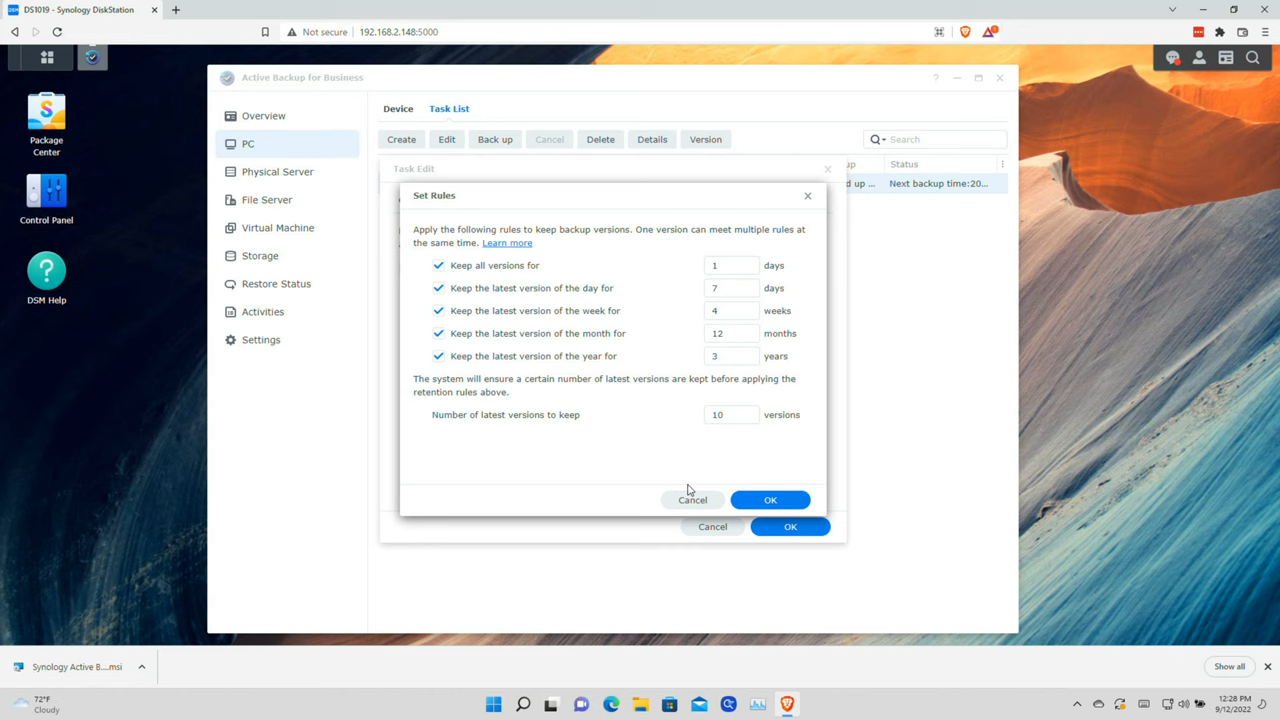 DS1019 - Synology DiskStation
Not secure
192.168.2.148:5000
Package
Center
Control Panel
DSM Help
Active Backup for Business
Overview
PC
Physical Server
File Server
Virtual Machine
Storage
Restore Status
Activities
Settings
Device
Task List
Create
Edit
Back up
Cancel
Delete
Details
Version
Search
Task Edit
up
Status
d up ...
Next backup time:20...
Set Rules
Apply the following rules to keep backup versions. One version can meet multiple rules at
the same time. Learn more
Keep all versions for 1 days
Keep the latest version of the day for 7 days
Keep the latest version of the week for 4 weeks
Keep the latest version of the month for 12 months
Keep the latest version of the year for 3 years
The system will ensure a certain number of latest versions are kept before applying the
retention rules above.
Number of latest versions to keep 10 versions
Cancel
OK
Cancel
OK
Synology Active B....msi
Show all
72°F
Cloudy
12:28 PM
9/12/2022